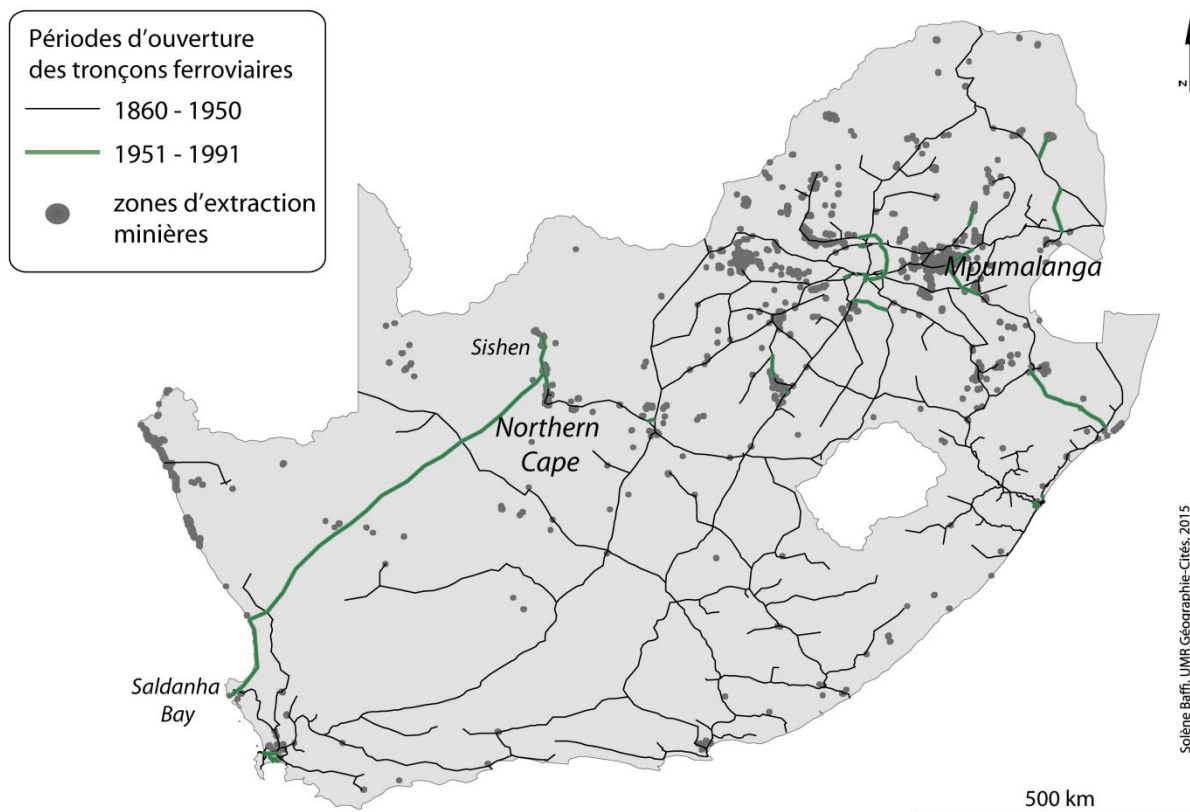 Périodes d'ouverture
des tronçons ferroviaires
1860 - 1950
1951 - 1991
zones d'extraction
minières
z
Mpumalanga
Sishen
Northern
Cape
Saldanha
Bay
500 km
Solène Baffi, UMR Géographie-Cités, 2015